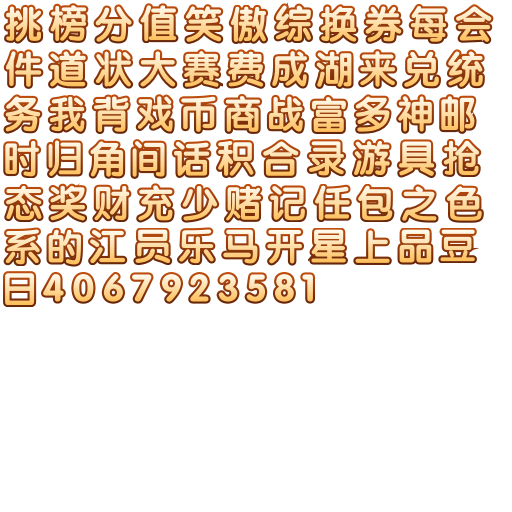 挑榜分值笑傲综换券每会
件道状大赛费成湖来兑统
务我背戏币商战富多神邮
时归角间话积合录游具抢
态奖财充少赌记任包之色
系的江员乐马开星上品豆
日4067923581